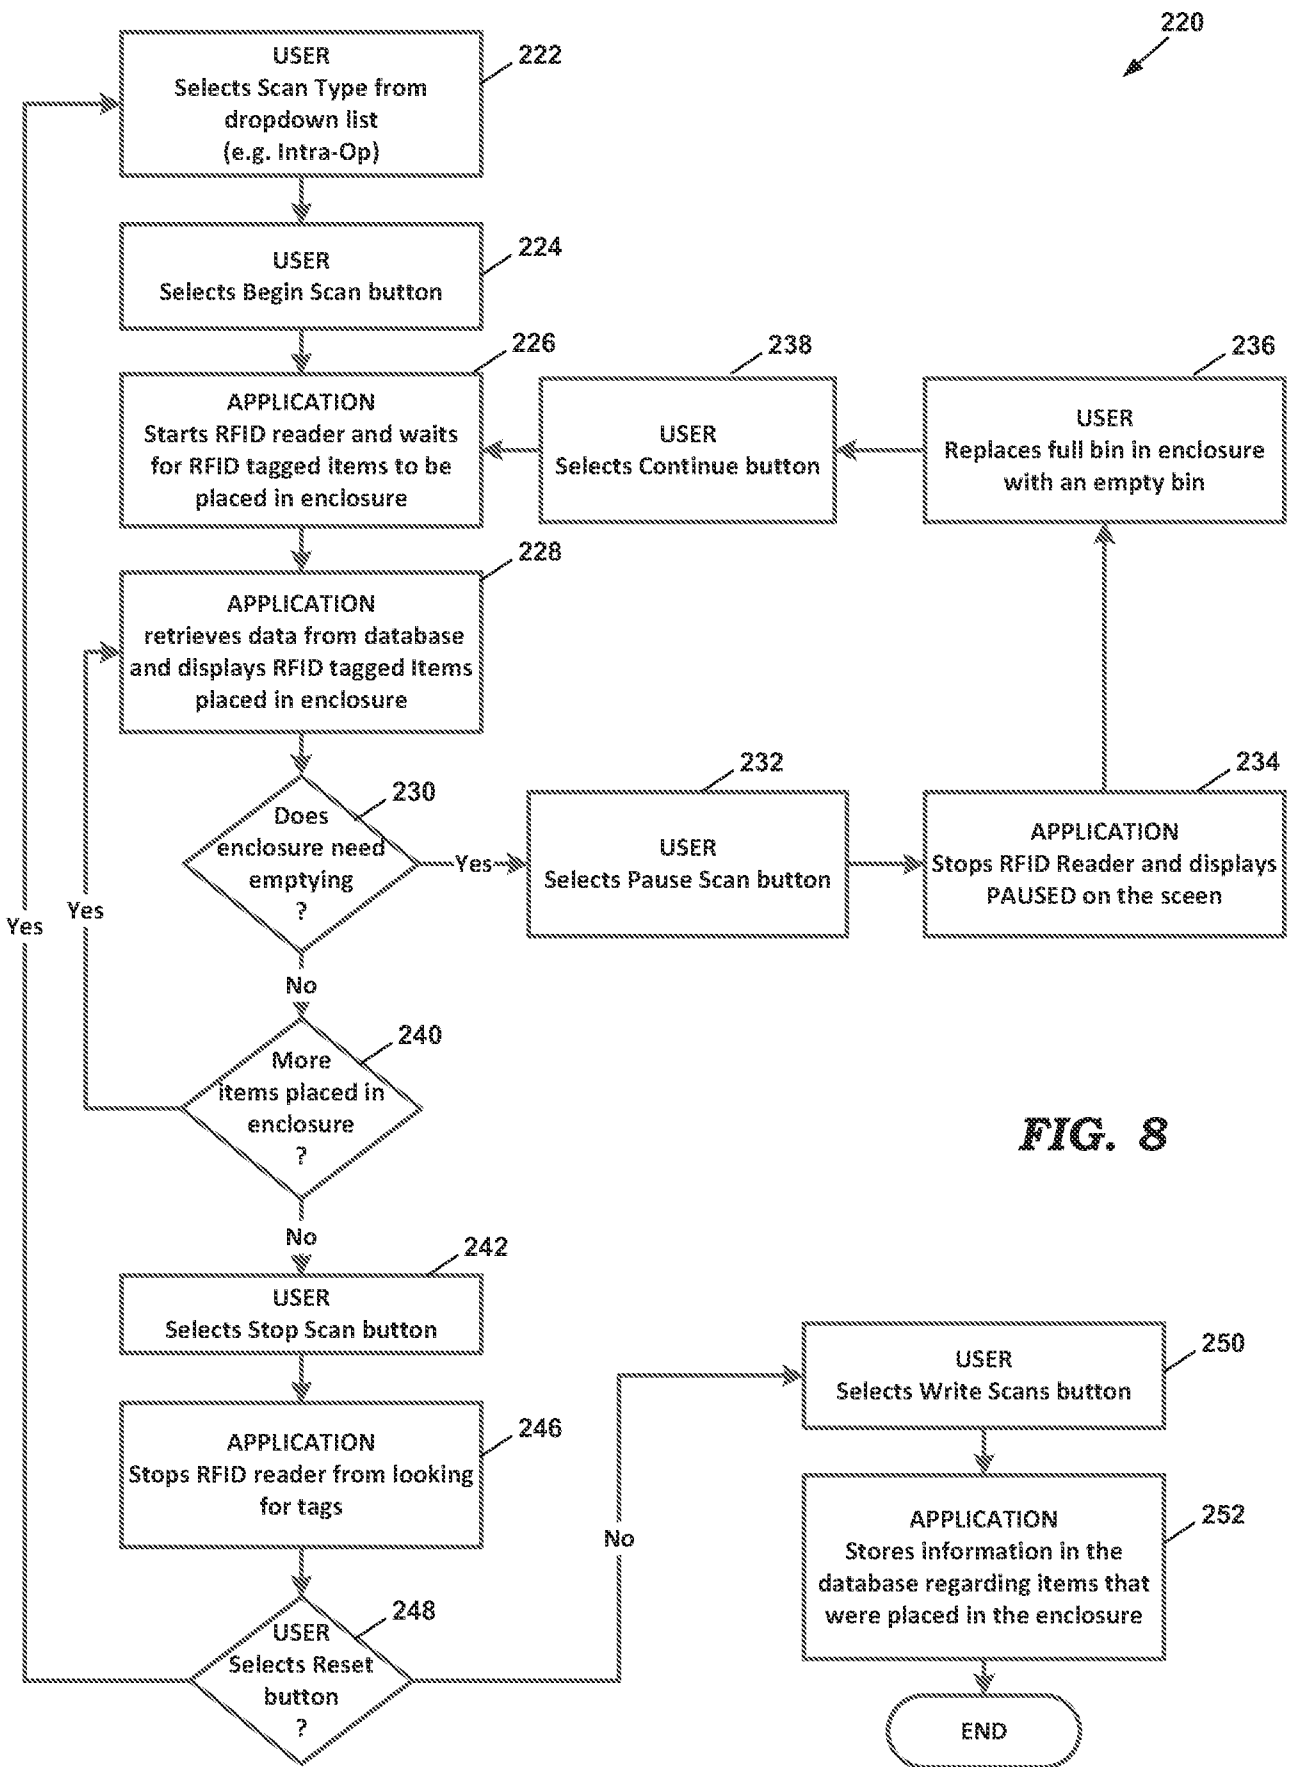 220
222
USER
Selects Scan Type from
dropdown list
(e.g. Intra-Op)
224
USER
Selects Begin Scan button
226
APPLICATION
Starts RFID reader and waits
for RFID tagged items to be
placed in enclosure
238
USER
Selects Continue button
236
USER
Replaces full bin in enclosure
with an empty bin
228
APPLICATION
retrieves data from database
and displays RFID tagged Items
placed in enclosure
230
Does
enclosure need
emptying
?
Yes
232
USER
Selects Pause Scan button
234
APPLICATION
Stops RFID Reader and displays
PAUSED on the sceen
Yes
Yes
No
240
More
items placed in
enclosure
?
FIG. 8
No
242
USER
Selects Stop Scan button
246
APPLICATION
Stops RFID reader from looking
for tags
248
USER
Selects Reset
button
?
No
250
USER
Selects Write Scans button
252
APPLICATION
Stores information in the
database regarding items that
were placed in the enclosure
END